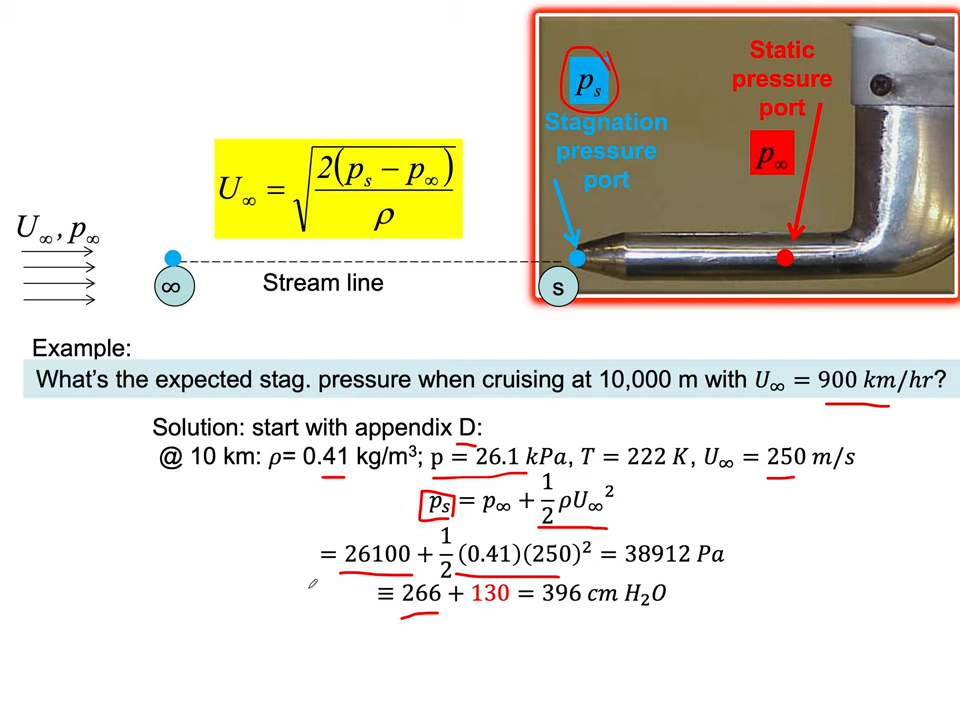 p_s
Stagnation
pressure
port
Static
pressure
port
p_∞
U_∞ = √(2(p_s − p_∞)/ρ)
U_∞, p_∞
∞
Stream line
s
Example:
What's the expected stag. pressure when cruising at 10,000 m with U_∞ = 900 km/hr?
Solution: start with appendix D:
@ 10 km: ρ= 0.41 kg/m³; p = 26.1 kPa, T = 222 K, U_∞ = 250 m/s
p_s = p_∞ + 1/2 ρU_∞²
= 26100 + 1/2 (0.41)(250)² = 38912 Pa
≡ 266 + 130 = 396 cm H₂O